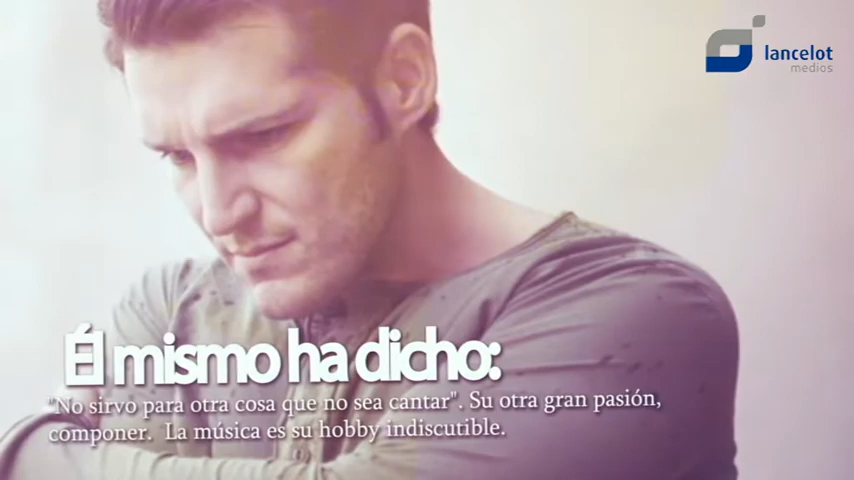 lancelot
medios
Él mismo ha dicho:
"No sirvo para otra cosa que no sea cantar". Su otra gran pasión,
componer. La música es su hobby indiscutible.